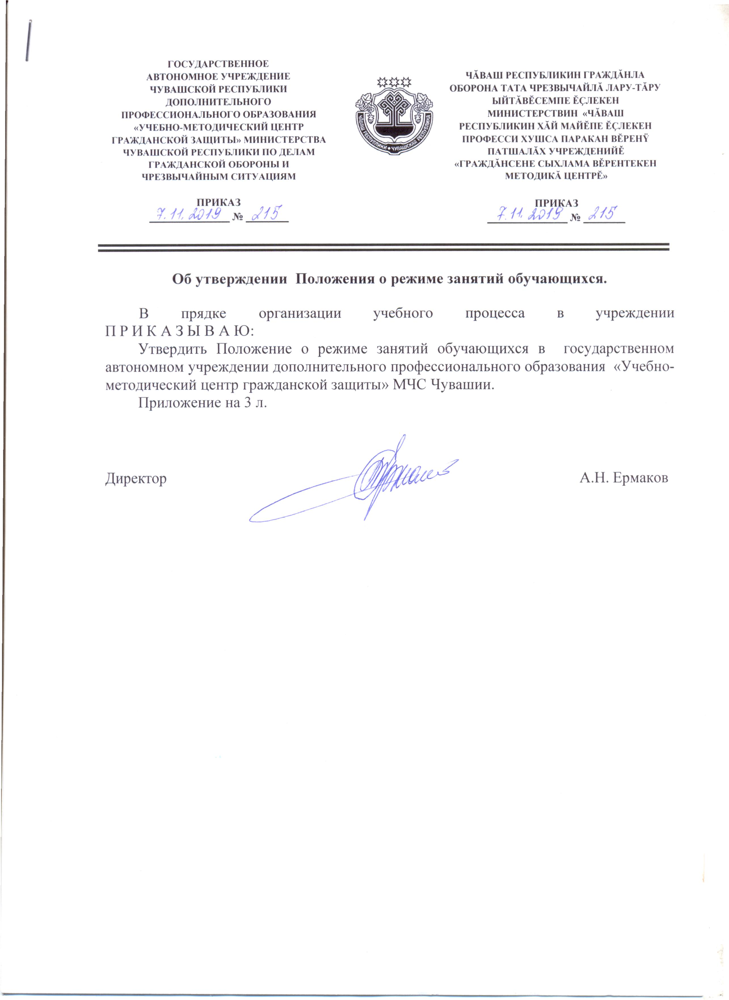 ГОСУДАРСТВЕННОЕ
АВТОНОМНОЕ УЧРЕЖДЕНИЕ
ЧУВАШСКОЙ РЕСПУБЛИКИ
ДОПОЛНИТЕЛЬНОГО
ПРОФЕССИОНАЛЬНОГО ОБРАЗОВАНИЯ
«УЧЕБНО-МЕТОДИЧЕСКИЙ ЦЕНТР
ГРАЖДАНСКОЙ ЗАЩИТЫ» МИНИСТЕРСТВА
ЧУВАШСКОЙ РЕСПУБЛИКИ ПО ДЕЛАМ
ГРАЖДАНСКОЙ ОБОРОНЫ И
ЧРЕЗВЫЧАЙНЫМ СИТУАЦИЯМ
ПРИКАЗ
7.11.2019 № 215
ЧӐВАШ РЕСПУБЛИКИ * ЧУВАШСКАЯ РЕСПУБЛИКА
ЧӐВАШ РЕСПУБЛИКИН ГРАЖДӐНЛА
ОБОРОНА ТАТА ЧРЕЗВЫЧАЙЛӐ ЛАРУ-ТӐРУ
ЫЙТӐВӖСЕМПЕ ӖҪЛЕКЕН
МИНИСТЕРСТВИН «ЧӐВАШ
РЕСПУБЛИКИН ХӐЙ МАЙӖПЕ ӖҪЛЕКЕН
ПРОФЕССИ ХУШСА ПАРАКАН ВӖРЕНӲ
ПАТШАЛӐХ УЧРЕЖДЕНИЙӖ
«ГРАЖДӐНСЕНЕ СЫХЛАМА ВӖРЕНТЕКЕН
МЕТОДИКӐ ЦЕНТРӖ»
ПРИКАЗ
7.11.2019 № 215
Об утверждении Положения о режиме занятий обучающихся.
В прядке организации учебного процесса в учреждении
П Р И К А З Ы В А Ю:
Утвердить Положение о режиме занятий обучающихся в государственном
автономном учреждении дополнительного профессионального образования «Учебно-
методический центр гражданской защиты» МЧС Чувашии.
Приложение на 3 л.
Директор А.Н. Ермаков